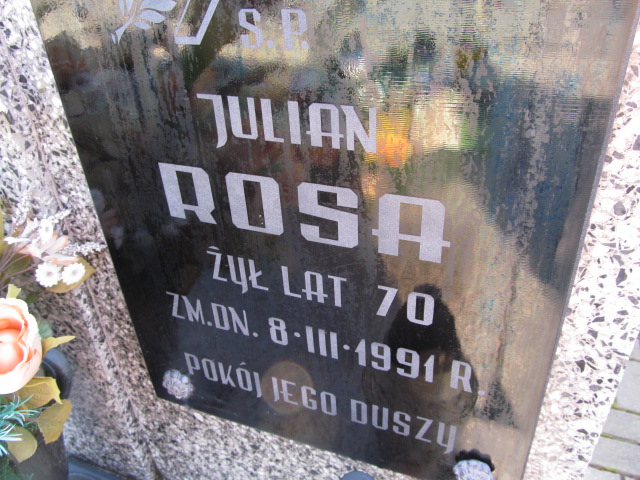 Ś.P.
JULIAN
ROSA
ŻYŁ LAT 70
ZM.DN. 8·III·1991 R.
POKÓJ JEGO DUSZY